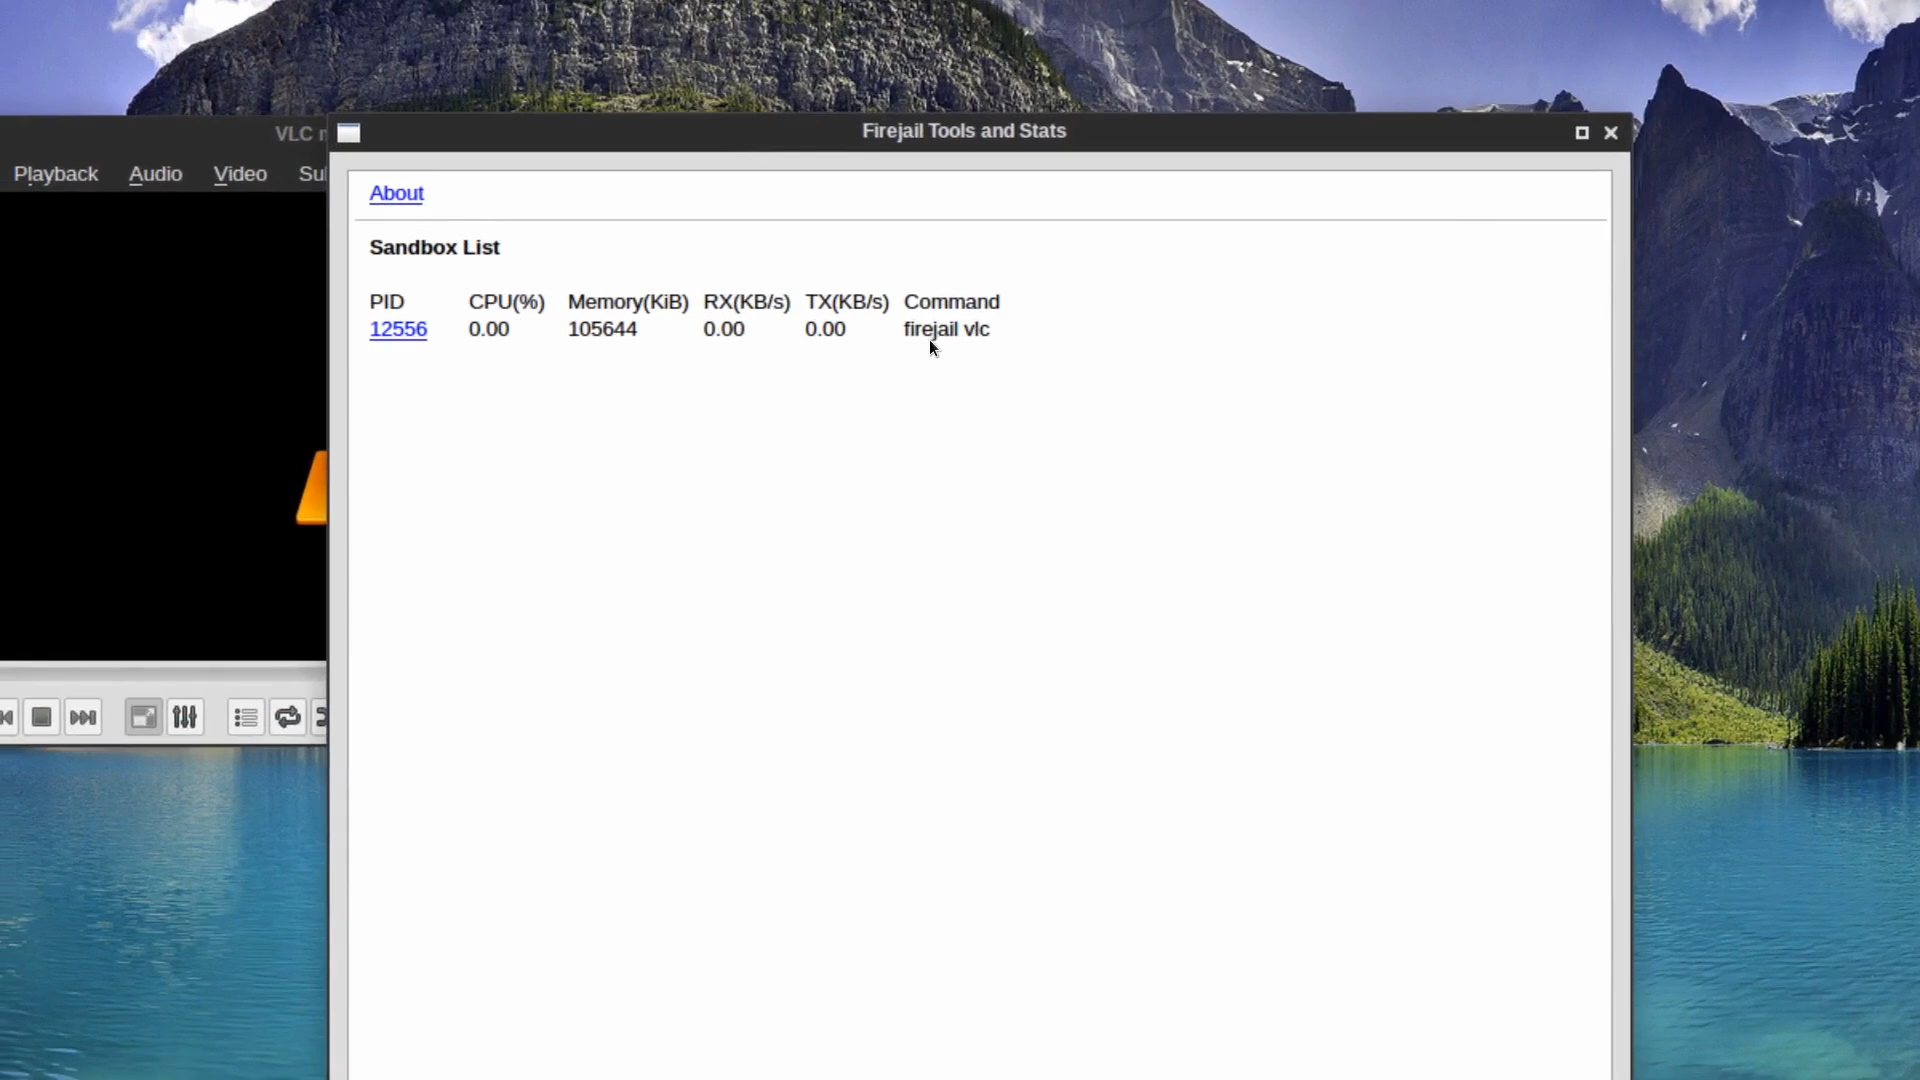 VLC
Playback Audio Video
Firejail Tools and Stats
About
Sandbox List
PID CPU(%) Memory(KiB) RX(KB/s) TX(KB/s) Command
12556 0.00 105644 0.00 0.00 firejail vlc